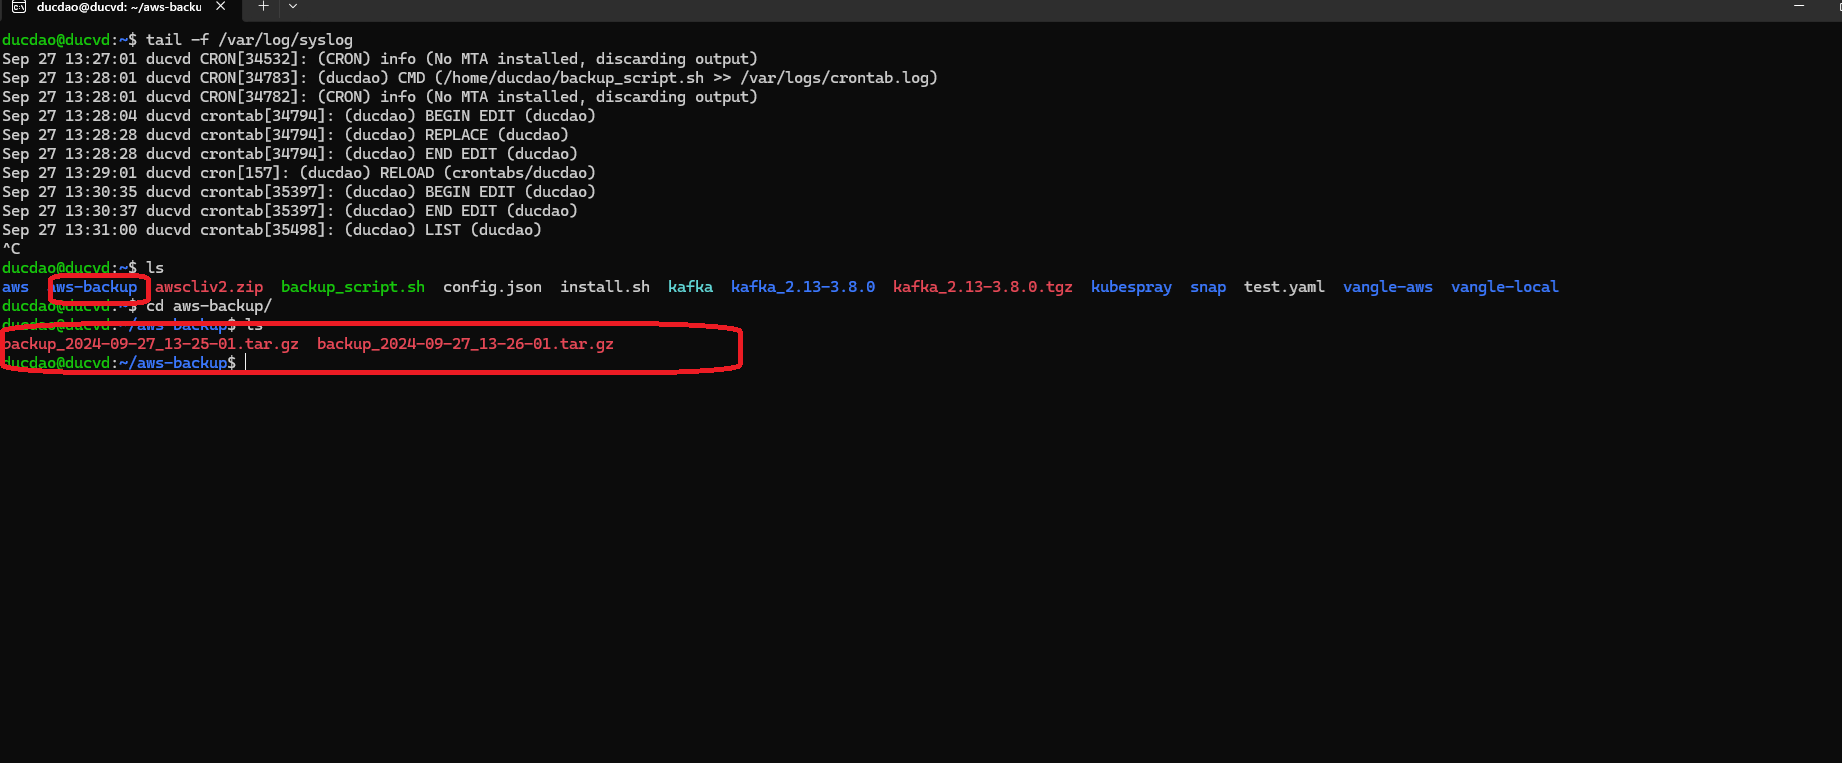 ducdao@ducvd: ~/aws-backu
ducdao@ducvd:~$ tail -f /var/log/syslog
Sep 27 13:27:01 ducvd CRON[34532]: (CRON) info (No MTA installed, discarding output)
Sep 27 13:28:01 ducvd CRON[34783]: (ducdao) CMD (/home/ducdao/backup_script.sh >> /var/logs/crontab.log)
Sep 27 13:28:01 ducvd CRON[34782]: (CRON) info (No MTA installed, discarding output)
Sep 27 13:28:04 ducvd crontab[34794]: (ducdao) BEGIN EDIT (ducdao)
Sep 27 13:28:28 ducvd crontab[34794]: (ducdao) REPLACE (ducdao)
Sep 27 13:28:28 ducvd crontab[34794]: (ducdao) END EDIT (ducdao)
Sep 27 13:29:01 ducvd cron[157]: (ducdao) RELOAD (crontabs/ducdao)
Sep 27 13:30:35 ducvd crontab[35397]: (ducdao) BEGIN EDIT (ducdao)
Sep 27 13:30:37 ducvd crontab[35397]: (ducdao) END EDIT (ducdao)
Sep 27 13:31:00 ducvd crontab[35498]: (ducdao) LIST (ducdao)
^C
ducdao@ducvd:~$ ls
aws aws-backup awscliv2.zip backup_script.sh config.json install.sh kafka kafka_2.13-3.8.0 kafka_2.13-3.8.0.tgz kubespray snap test.yaml vangle-aws vangle-local
ducdao@ducvd:~$ cd aws-backup/
ducdao@ducvd:~/aws-backup$ ls
backup_2024-09-27_13-25-01.tar.gz backup_2024-09-27_13-26-01.tar.gz
ducdao@ducvd:~/aws-backup$